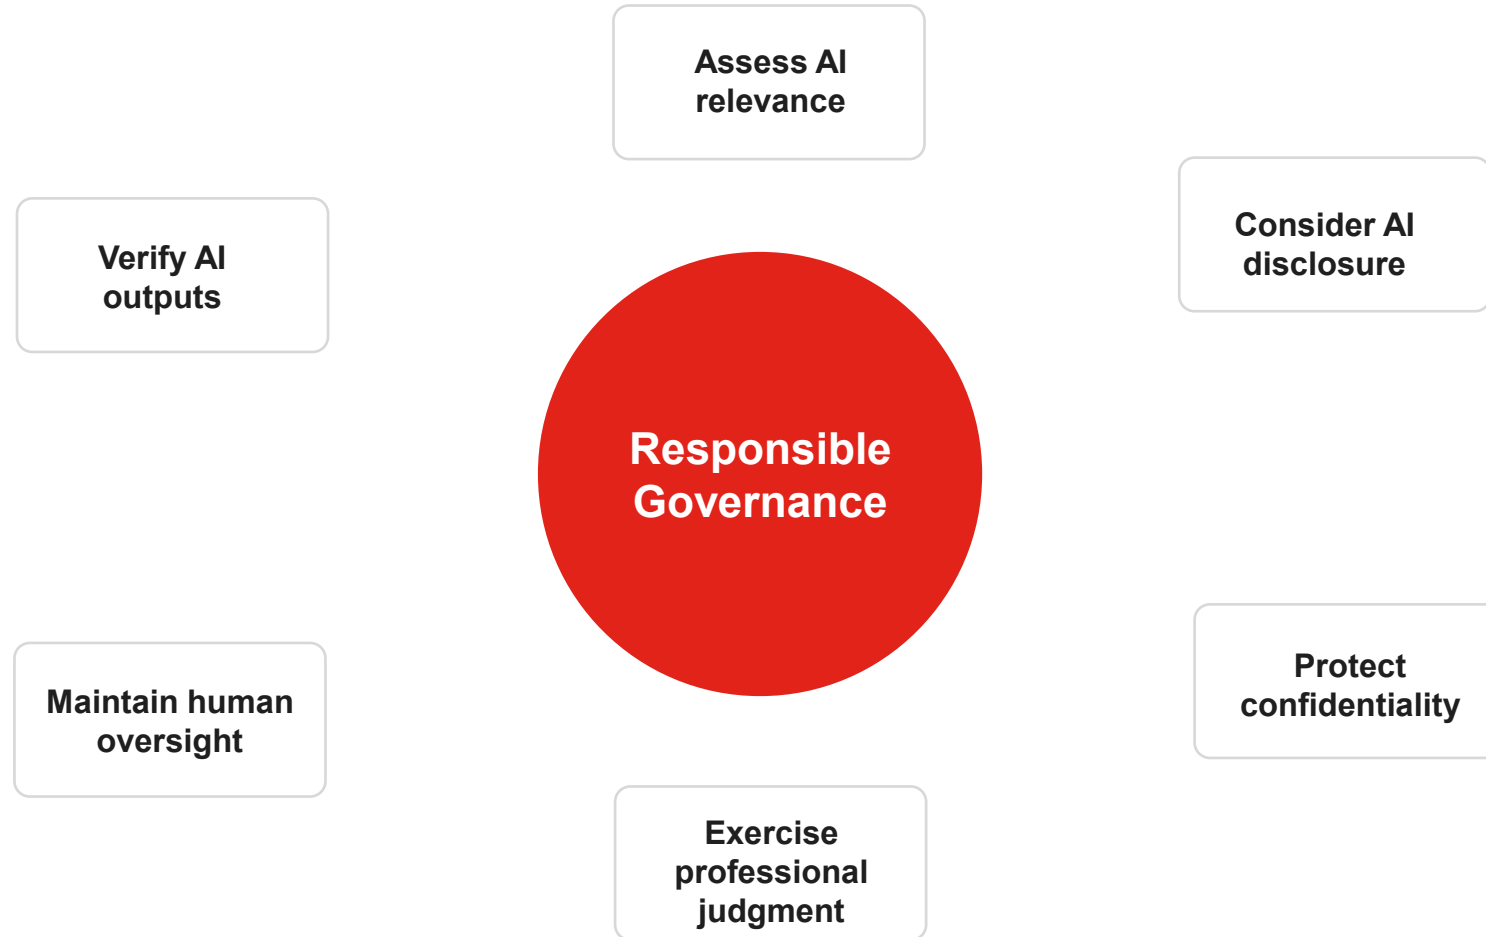 Assess AI
relevance
Consider AI
disclosure
Verify AI
outputs
Responsible
Governance
Protect
confidentiality
Maintain human
oversight
Exercise
professional
judgment